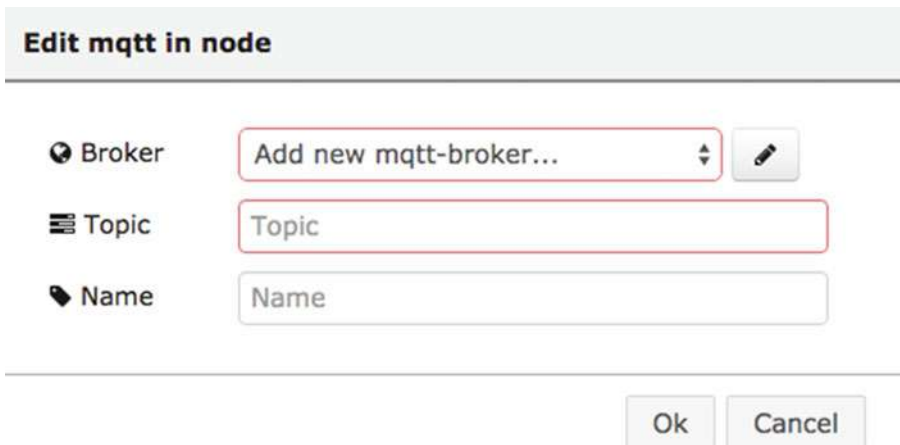 Edit mqtt in node
Broker Add new mqtt-broker...
Topic Topic
Name Name
Ok Cancel